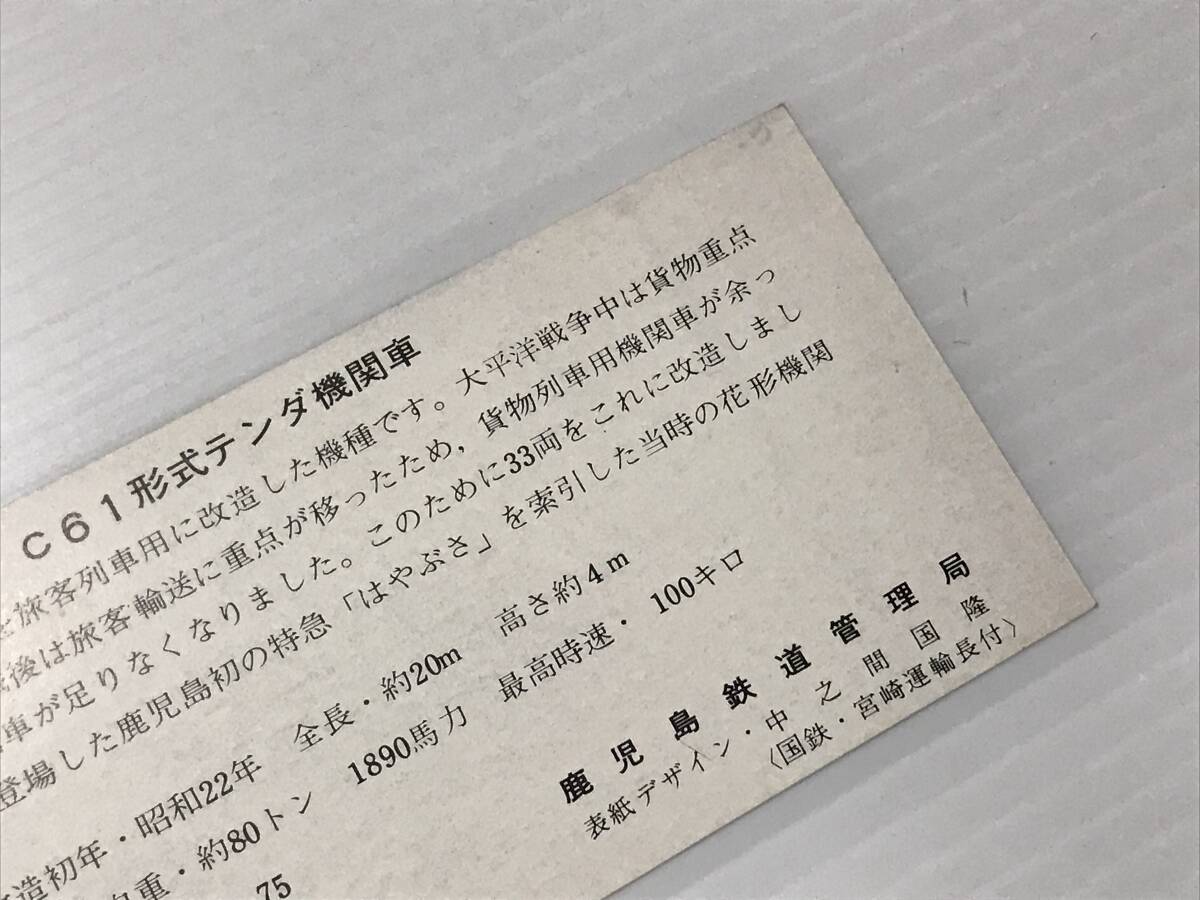 C61形式テンダ機関車
旅客列車用に改造した機種です。大平洋戦争中は貨物重点
後は旅客輸送に重点が移ったため,貨物列車用機関車が余っ
車が足りなくなりました。このために33両をこれに改造しまし
登場した鹿児島初の特急「はやぶさ」を索引した当時の花形機関
造初年・昭和22年 全長・約20m 高さ約4m
自重・約80トン 1890馬力 最高時速・100キロ
75
鹿児島鉄道管理局
表紙デザイン・中之間国隆
〈国鉄・宮崎運輸長付〉